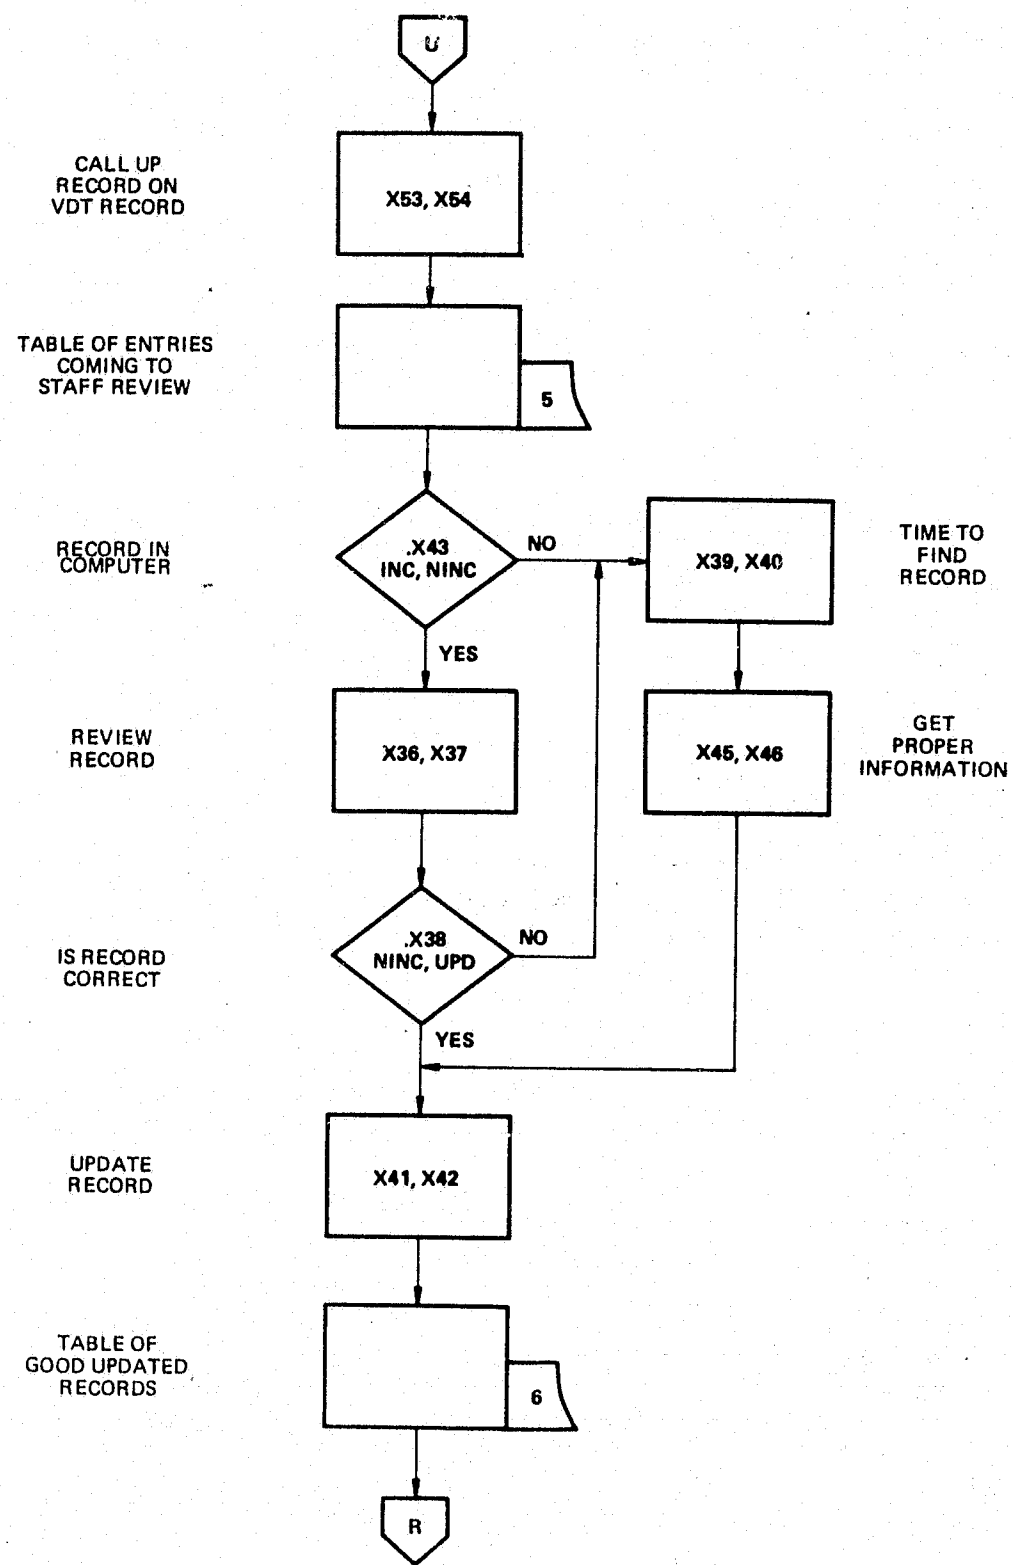 U
CALL UP
RECORD ON
VDT RECORD
X53, X54
TABLE OF ENTRIES
COMING TO
STAFF REVIEW
5
RECORD IN
COMPUTER
.X43
INC, NINC
NO
X39, X40
TIME TO
FIND
RECORD
YES
REVIEW
RECORD
X36, X37
X45, X46
GET
PROPER
INFORMATION
IS RECORD
CORRECT
.X38
NINC, UPD
NO
YES
UPDATE
RECORD
X41, X42
TABLE OF
GOOD UPDATED
RECORDS
6
R